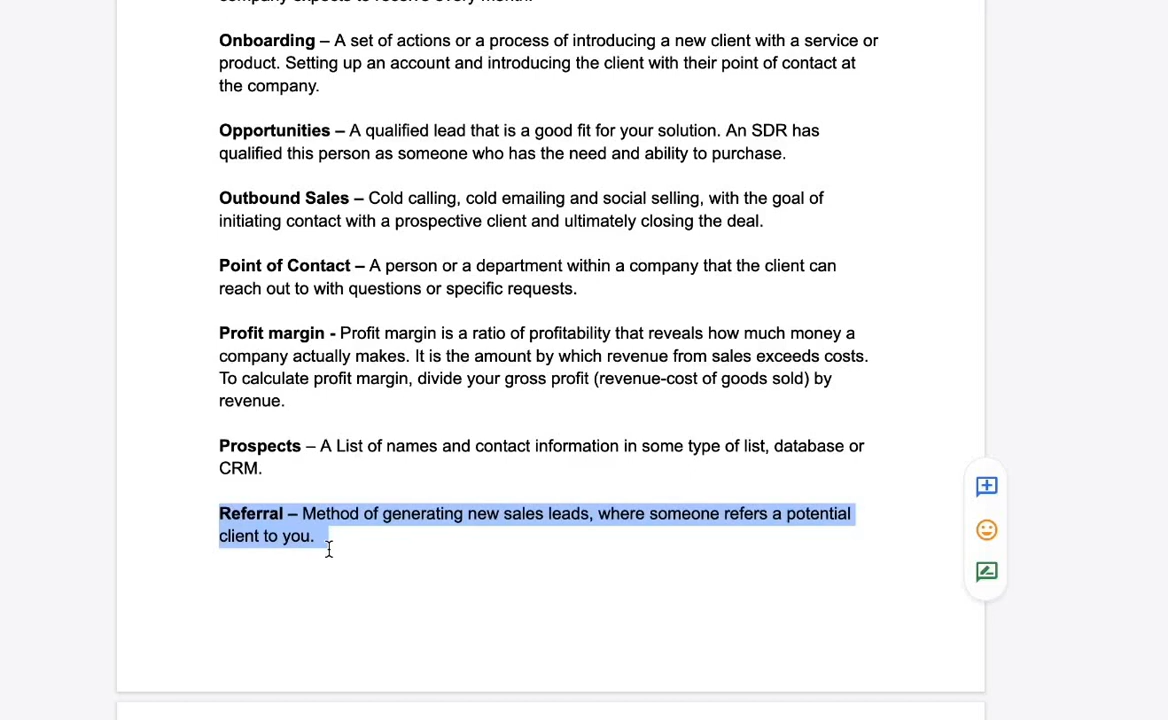 Onboarding – A set of actions or a process of introducing a new client with a service or
product. Setting up an account and introducing the client with their point of contact at
the company.
Opportunities – A qualified lead that is a good fit for your solution. An SDR has
qualified this person as someone who has the need and ability to purchase.
Outbound Sales – Cold calling, cold emailing and social selling, with the goal of
initiating contact with a prospective client and ultimately closing the deal.
Point of Contact – A person or a department within a company that the client can
reach out to with questions or specific requests.
Profit margin - Profit margin is a ratio of profitability that reveals how much money a
company actually makes. It is the amount by which revenue from sales exceeds costs.
To calculate profit margin, divide your gross profit (revenue-cost of goods sold) by
revenue.
Prospects – A List of names and contact information in some type of list, database or
CRM.
Referral – Method of generating new sales leads, where someone refers a potential
client to you.